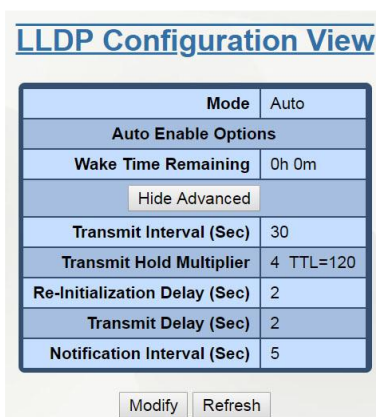 LLDP Configuration View
Mode Auto
Auto Enable Options
Wake Time Remaining 0h 0m
Hide Advanced
Transmit Interval (Sec) 30
Transmit Hold Multiplier 4 TTL=120
Re-Initialization Delay (Sec) 2
Transmit Delay (Sec) 2
Notification Interval (Sec) 5
Modify Refresh